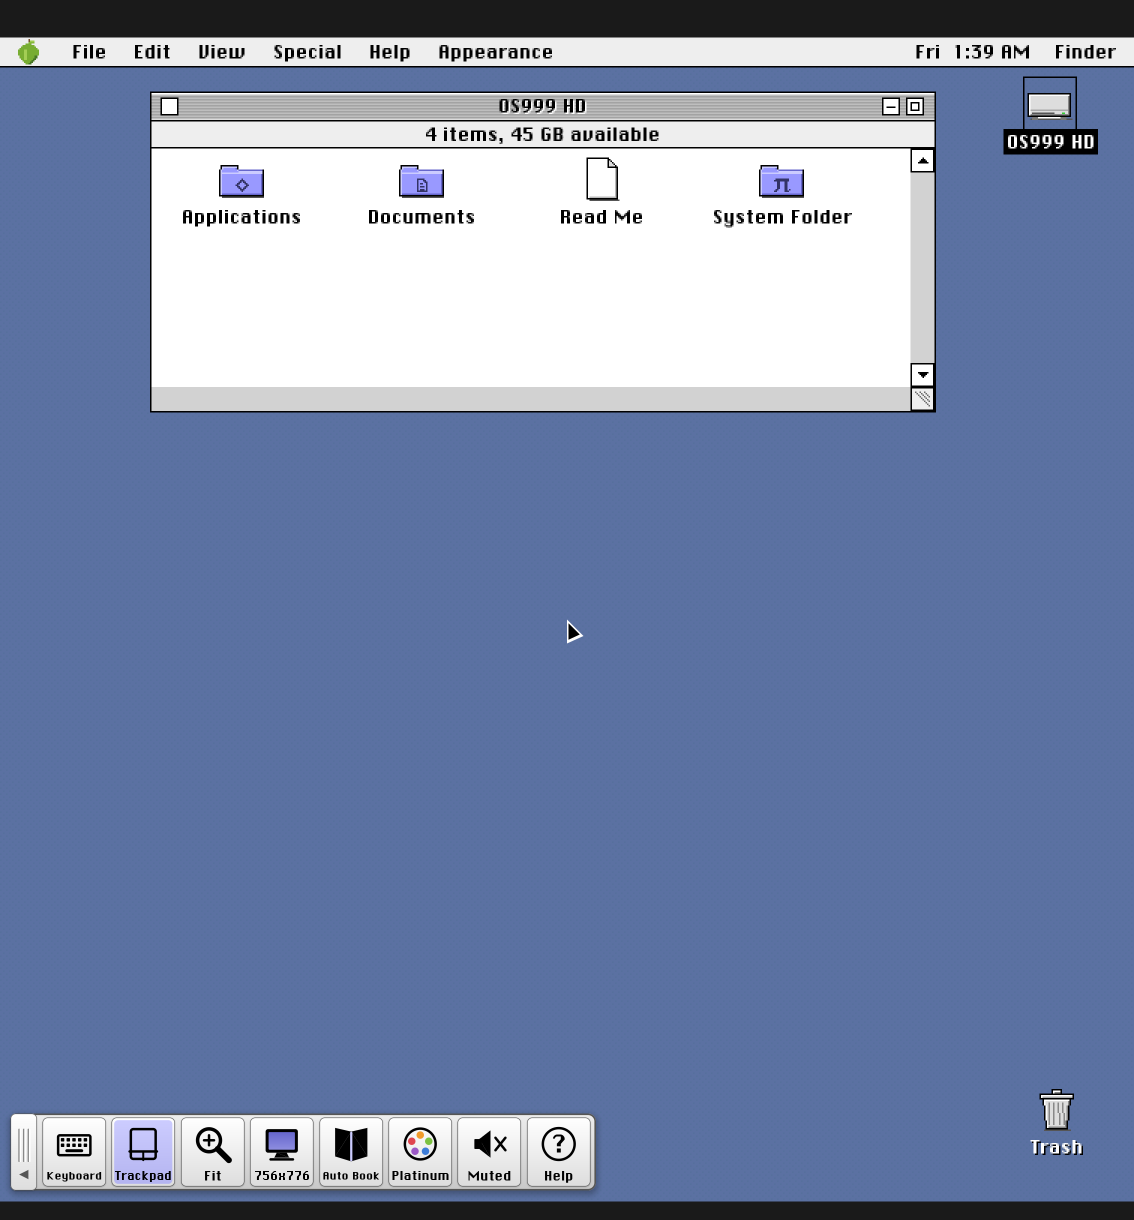 File Edit View Special Help Appearance Fri 1:39 AM Finder
OS999 HD
4 items, 45 GB available
OS999 HD
Applications Documents Read Me System Folder
Trash
Keyboard Trackpad Fit 756x776 Auto Book Platinum Muted Help